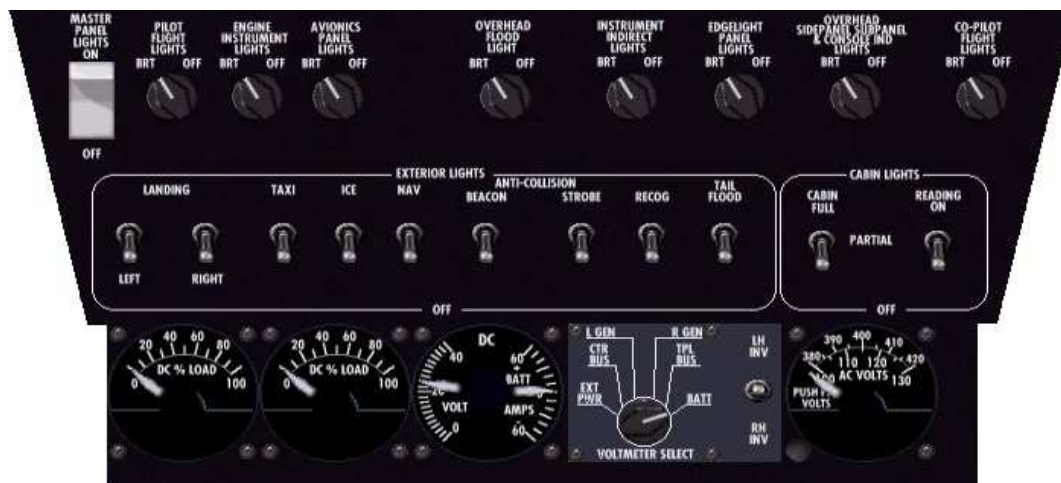 MASTER
PANEL
LIGHTS
ON
OFF
PILOT
FLIGHT
LIGHTS
BRT OFF
ENGINE
INSTRUMENT
LIGHTS
BRT OFF
AVIONICS
PANEL
LIGHTS
BRT OFF
OVERHEAD
FLOOD
LIGHT
BRT OFF
INSTRUMENT
INDIRECT
LIGHTS
BRT OFF
EDGELIGHT
PANEL
LIGHTS
BRT OFF
OVERHEAD
SIDEPANEL SUBPANEL
& CONSOLE IND
LIGHTS
BRT OFF
CO-PILOT
FLIGHT
LIGHTS
BRT OFF
EXTERIOR LIGHTS
LANDING
LEFT
RIGHT
TAXI
ICE
NAV
ANTI-COLLISION
BEACON
STROBE
RECOG
TAIL
FLOOD
OFF
CABIN LIGHTS
CABIN
FULL
PARTIAL
READING
ON
OFF
0 20 40 60 80 100
DC % LOAD
0 20 40 60 80 100
DC % LOAD
DC
40
20
0
VOLT
60
+
BATT
0
AMPS
-
60
L GEN
R GEN
CTR
BUS
TPL
BUS
EXT
PWR
BATT
VOLTMETER SELECT
LH
INV
RH
INV
380 390 400 410 420
100 110 120 130
AC VOLTS
PUSH
VOLTS